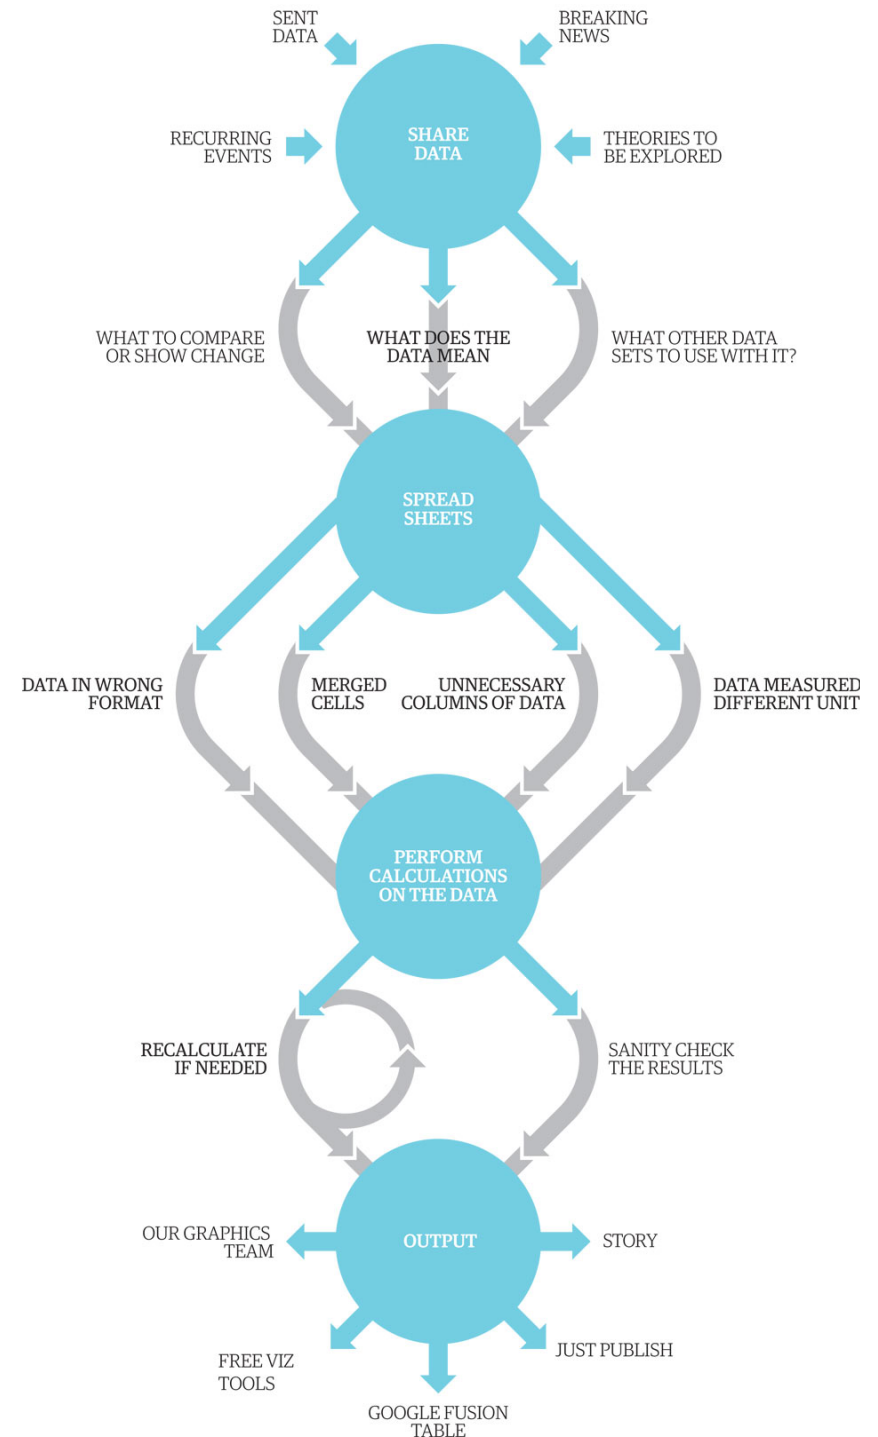 SENT
DATA
BREAKING
NEWS
RECURRING
EVENTS
SHARE
DATA
THEORIES TO
BE EXPLORED
WHAT TO COMPARE
OR SHOW CHANGE
WHAT DOES THE
DATA MEAN
WHAT OTHER DATA
SETS TO USE WITH IT?
SPREAD
SHEETS
DATA IN WRONG
FORMAT
MERGED
CELLS
UNNECESSARY
COLUMNS OF DATA
DATA MEASURED
DIFFERENT UNIT
PERFORM
CALCULATIONS
ON THE DATA
RECALCULATE
IF NEEDED
SANITY CHECK
THE RESULTS
OUR GRAPHICS
TEAM
OUTPUT
STORY
FREE VIZ
TOOLS
JUST PUBLISH
GOOGLE FUSION
TABLE